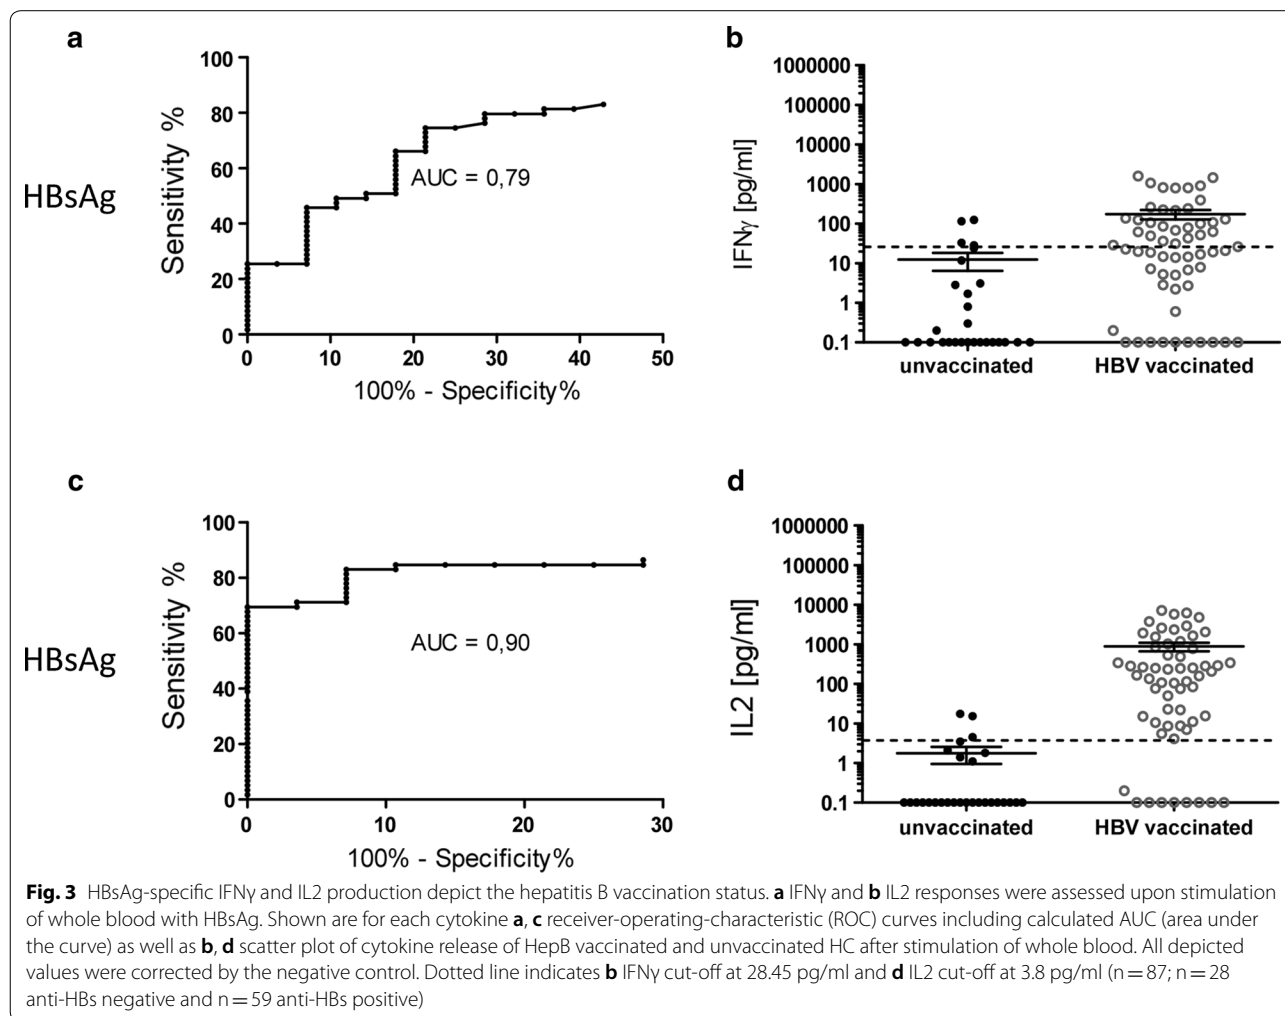 a
HBsAg
Sensitivity %
100
80
60
40
20
0
AUC = 0,79
0 10 20 30 40 50
100% - Specificity%
b
IFNγ [pg/ml]
1000000
100000
10000
1000
100
10
1
0.1
unvaccinated HBV vaccinated
c
HBsAg
Sensitivity %
100
80
60
40
20
0
AUC = 0,90
0 10 20 30
100% - Specificity%
d
IL2 [pg/ml]
1000000
100000
10000
1000
100
10
1
0.1
unvaccinated HBV vaccinated
Fig. 3 HBsAg-specific IFNγ and IL2 production depict the hepatitis B vaccination status. a IFNγ and b IL2 responses were assessed upon stimulation
of whole blood with HBsAg. Shown are for each cytokine a, c receiver-operating-characteristic (ROC) curves including calculated AUC (area under
the curve) as well as b, d scatter plot of cytokine release of HepB vaccinated and unvaccinated HC after stimulation of whole blood. All depicted
values were corrected by the negative control. Dotted line indicates b IFNγ cut-off at 28.45 pg/ml and d IL2 cut-off at 3.8 pg/ml (n = 87; n = 28
anti-HBs negative and n = 59 anti-HBs positive)